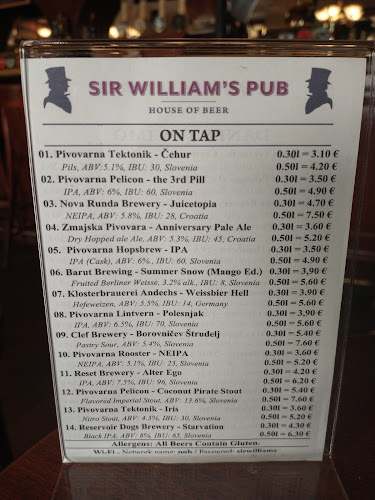 SIR WILLIAM'S PUB
HOUSE OF BEER
ON TAP
01. Pivovarna Tektonik - Čehur 0.30l = 3.10 €
Pils, ABV:5.1%, IBU: 30, Slovenia 0.50l = 4.20 €
02. Pivovarna Pelicon - the 3rd Pill 0.30l = 3.50 €
IPA, ABV: 6%, IBU: 60, Slovenia 0.50l = 4.90 €
03. Nova Runda Brewery - Juicetopia 0.30l = 4.70 €
NEIPA, ABV: 5.8%, IBU: 28, Croatia 0.50l = 7.50 €
04. Zmajska Pivovara - Anniversary Pale Ale 0.30l = 3.60 €
Dry Hopped ale Ale, ABV: 5.3%, IBU: 45, Croatia 0.50l = 5.20 €
05. Pivovarna Hopsbrew - IPA 0.30l = 3.50 €
IPA (Cask), ABV: 6%, IBU: 60, Slovenia 0.50l = 4.90 €
06. Barut Brewing - Summer Snow (Mango Ed.) 0.30l = 3,90 €
Fruited Berliner Weisse, 3.2% alk., IBU: 8, Slovenia 0.50l = 5.60 €
07. Klosterbrauerei Andechs - Weissbier Hell 0.30l = 3,90 €
Hefeweizen, ABV: 5.5%, IBU: 14, Germany 0.50l = 5.60 €
08. Pivovarna Lintvern - Polesnjak 0.30l = 3.90 €
IPA, ABV: 6.5%, IBU: 70, Slovenia 0.50l = 5.60 €
09. Clef Brewery - Borovničev Štrudelj 0.30l = 5.40 €
Pastry Sour, ABV: 5.4%, Slovenia 0.50l = 7.60 €
10. Pivovarna Rooster - NEIPA 0.30l = 3.60 €
NEIPA, ABV: 5.1%, IBU: 23, Slovenia 0.50l = 5.20 €
11. Reset Brewery - Alter Ego 0.30l = 4.20 €
IPA, ABV: 7.5%, IBU: 96, Slovenia 0.50l = 6.20 €
12. Pivovarna Pelicon - Coconut Pirate Stout 0.20l = 5.40 €
Flavored Imperial Stout, ABV: 13.6%, Slovenia 0.30l = 7.60 €
13. Pivovarna Tektonik - Iris 0.30l = 3.60 €
Nitro Stout, ABV: 4.3%, IBU: 30, Slovenia 0.50l = 5.20 €
14. Reservoir Dogs Brewery - Starvation 0.30l = 4.30 €
Black IPA, ABV: 8%, IBU: 65, Slovenia 0.50l = 6.30 €
Allergens: All Beers Contain Gluten.
Wi-Fi - Network name: Password: sirwilliams